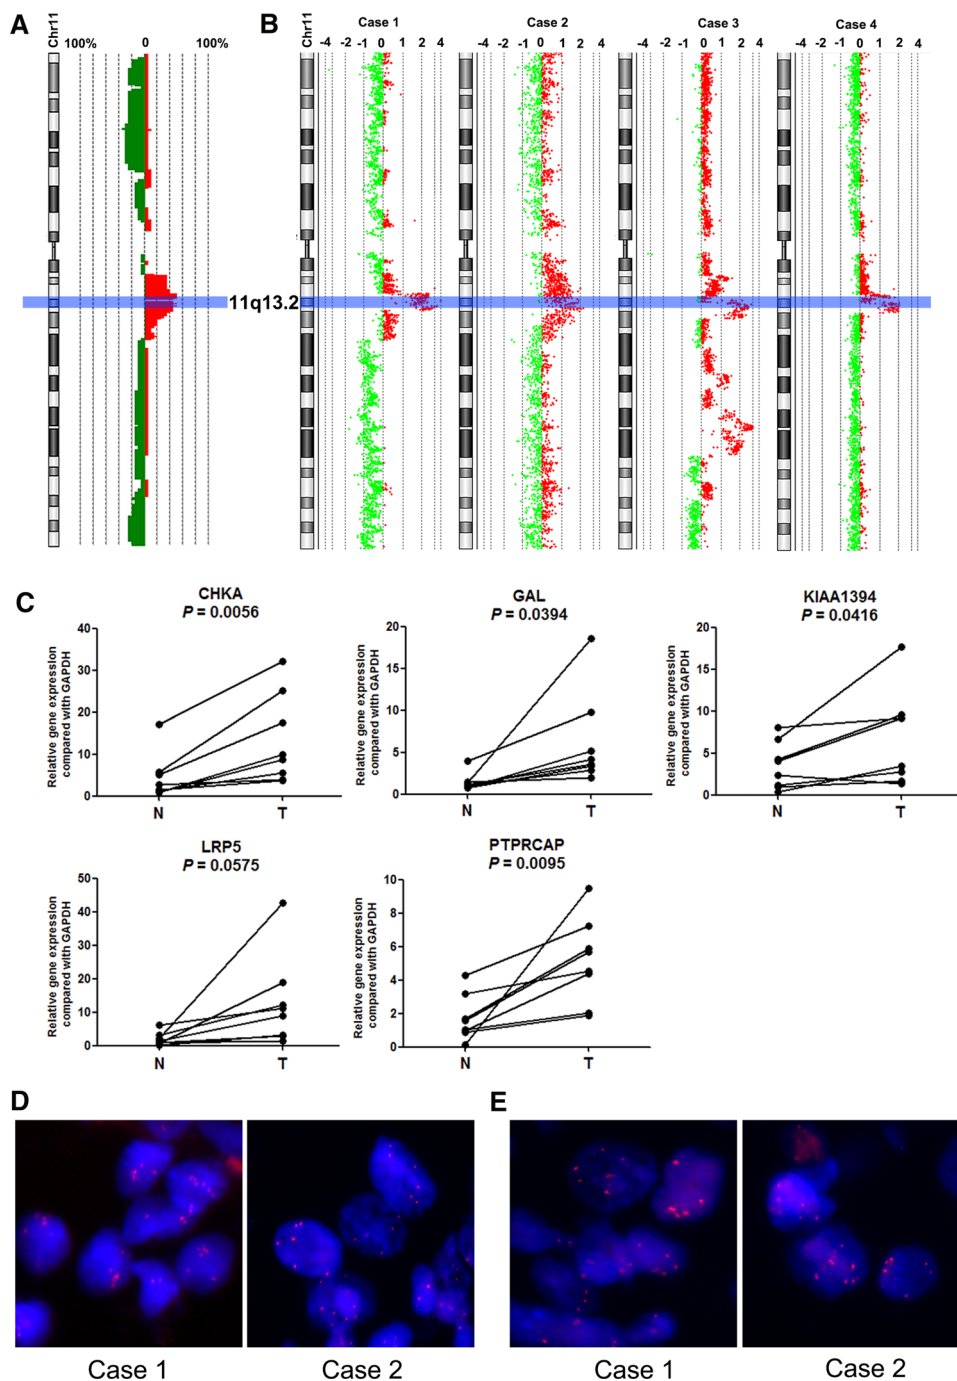 A
Chr11
100% 0 100%
B
Chr11
Case 1
Case 2
Case 3
Case 4
-4 -2 -1 0 1 2 4
-4 -2 -1 0 1 2 4
-4 -2 -1 0 1 2 4
-4 -2 -1 0 1 2 4
11q13.2
C
CHKA
P = 0.0056
Relative gene expression
compared with GAPDH
40
30
20
10
0
N T
GAL
P = 0.0394
Relative gene expression
compared with GAPDH
20
15
10
5
0
N T
KIAA1394
P = 0.0416
Relative gene expression
compared with GAPDH
20
15
10
5
0
N T
LRP5
P = 0.0575
Relative gene expression
compared with GAPDH
50
40
30
20
10
0
N T
PTPRCAP
P = 0.0095
Relative gene expression
compared with GAPDH
10
8
6
4
2
0
N T
D
Case 1
Case 2
E
Case 1
Case 2